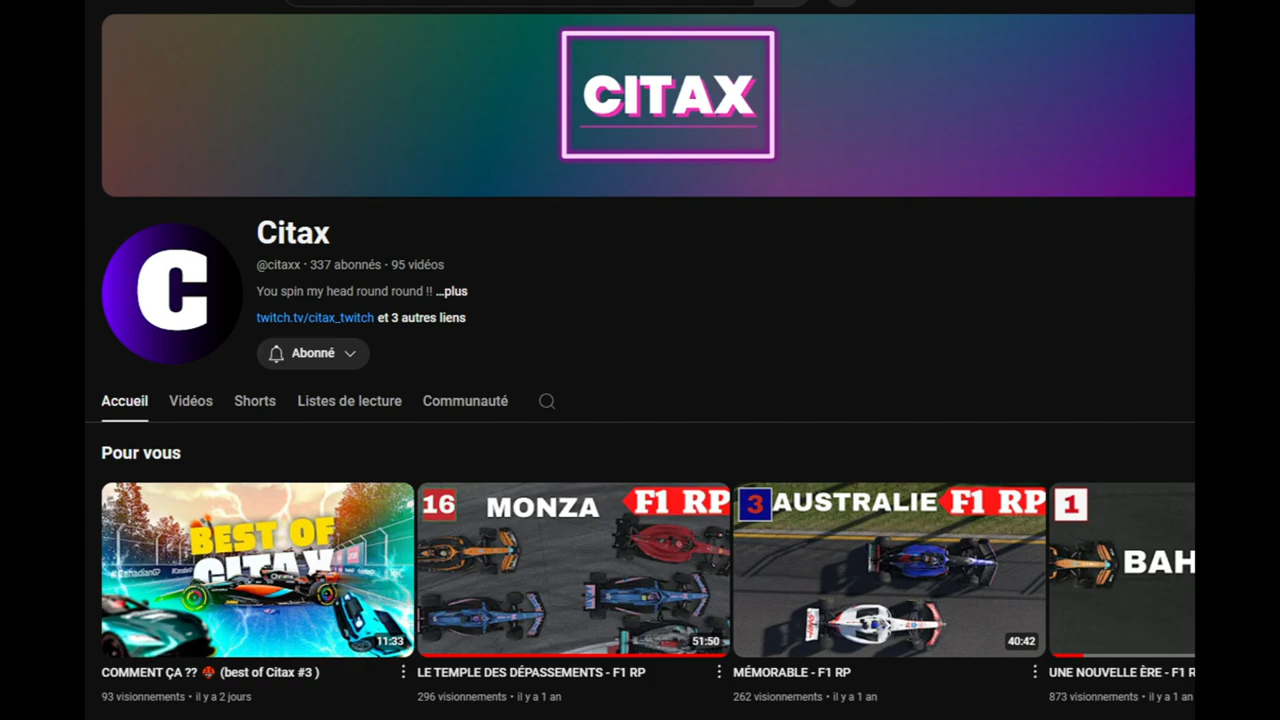 CITAX
C
Citax
@citaxx • 337 abonnés • 95 vidéos
You spin my head round round !! ...plus
twitch.tv/citax_twitch et 3 autres liens
Abonné
Accueil Vidéos Shorts Listes de lecture Communauté
Pour vous
BEST OF
CITAX
11:33
16 MONZA F1 RP
51:50
3 AUSTRALIE F1 RP
40:42
1
BAH
COMMENT ÇA ?? (best of Citax #3 )
93 visionnements • il y a 2 jours
LE TEMPLE DES DÉPASSEMENTS - F1 RP
296 visionnements • il y a 1 an
MÉMORABLE - F1 RP
262 visionnements • il y a 1 an
UNE NOUVELLE ÈRE - F1 R
873 visionnements • il y a 1 an